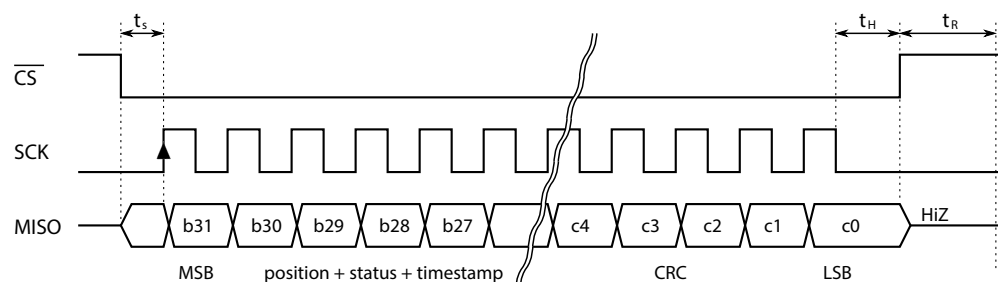 tS tH tR
CS
SCK
MISO b31 b30 b29 b28 b27 c4 c3 c2 c1 c0 HiZ
MSB position + status + timestamp CRC LSB